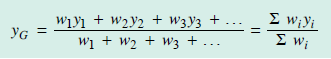 y_G = (w_1y_1 + w_2y_2 + w_3y_3 + ...) / (w_1 + w_2 + w_3 + ...) = (Σ w_iy_i) / (Σ w_i)